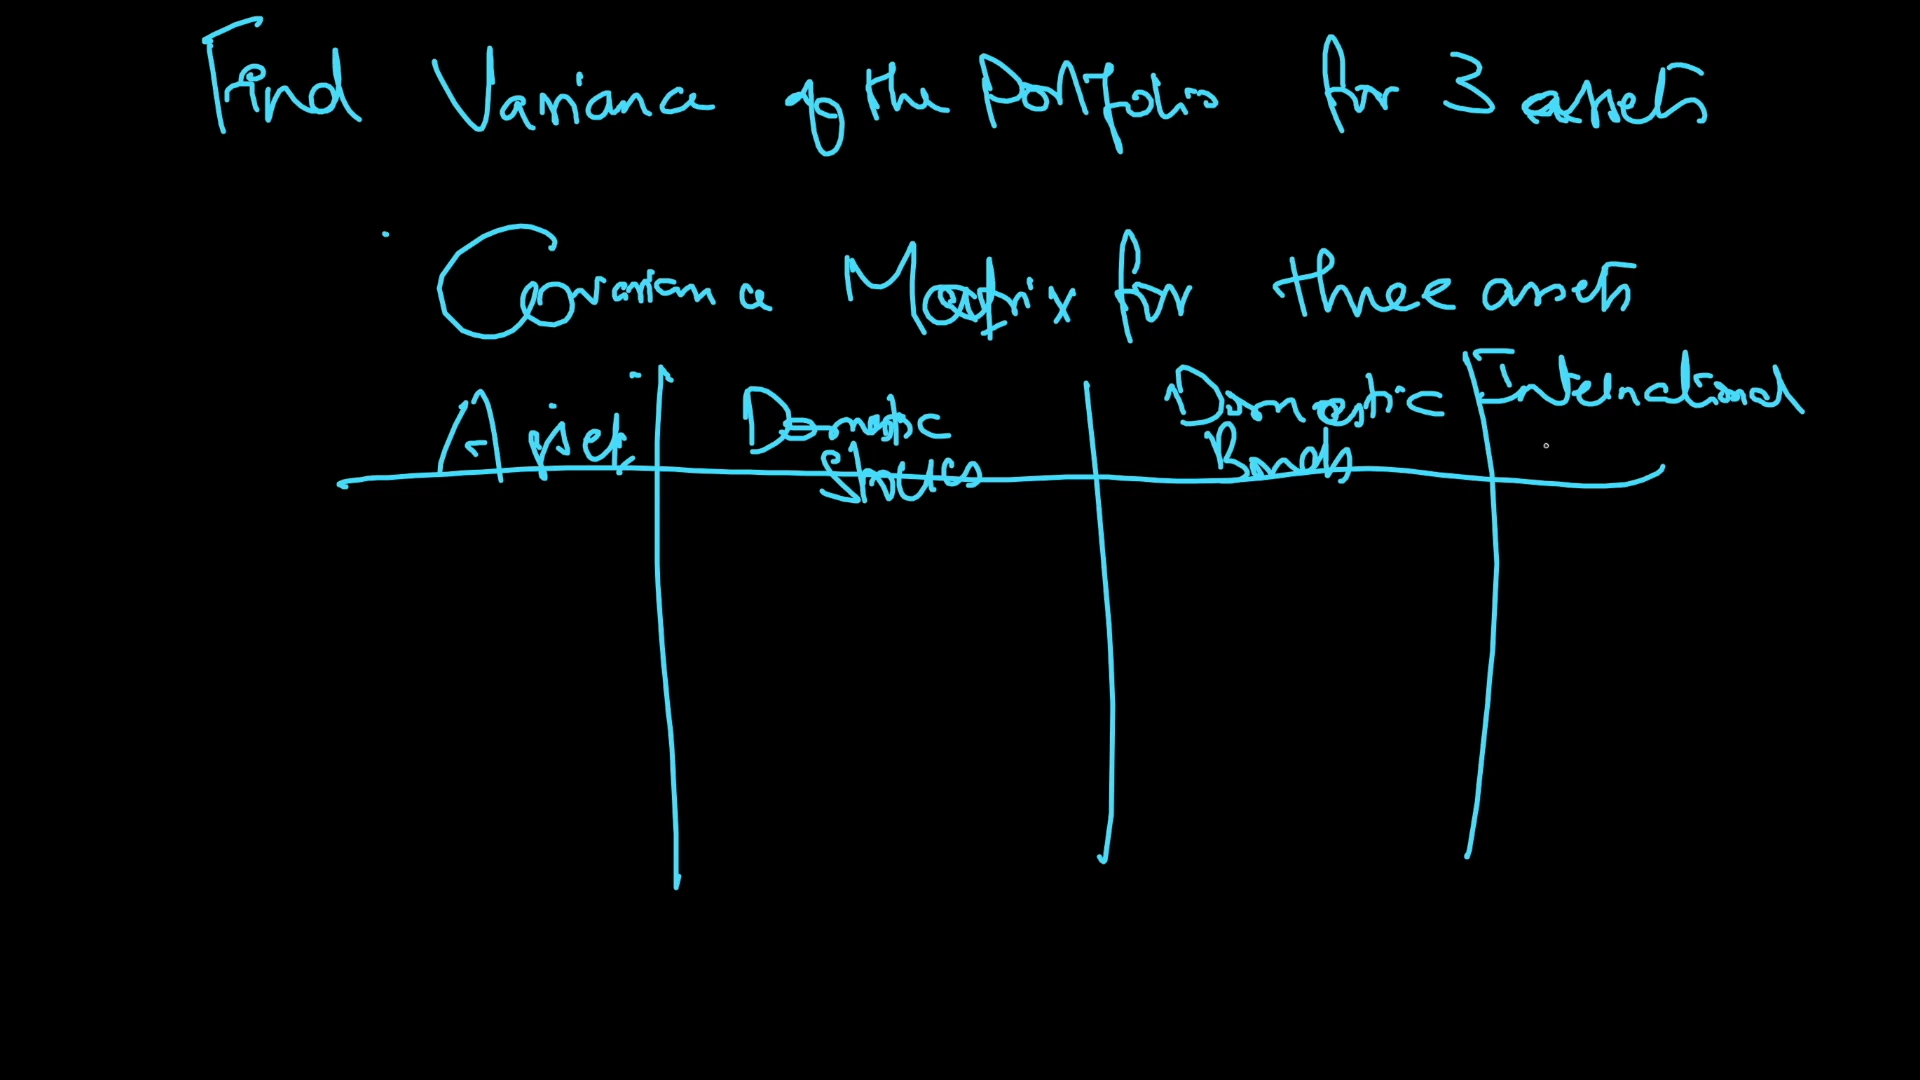 Find Variance of the Portfolio for 3 assets
Covariance Matrix for three assets
Asset Domestic Stocks Domestic Bonds International